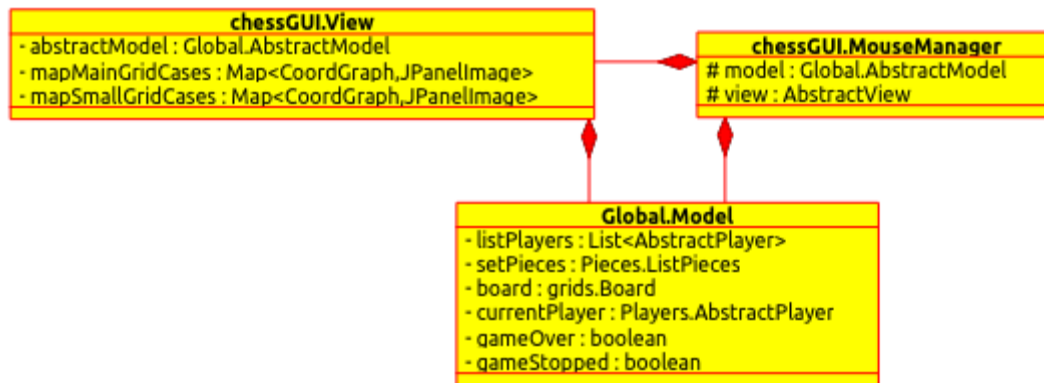 chessGUI.View
- abstractModel : Global.AbstractModel
- mapMainGridCases : Map<CoordGraph,JPanelImage>
- mapSmallGridCases : Map<CoordGraph,JPanelImage>
chessGUI.MouseManager
# model : Global.AbstractModel
# view : AbstractView
Global.Model
- listPlayers : List<AbstractPlayer>
- setPieces : Pieces.ListPieces
- board : grids.Board
- currentPlayer : Players.AbstractPlayer
- gameOver : boolean
- gameStopped : boolean